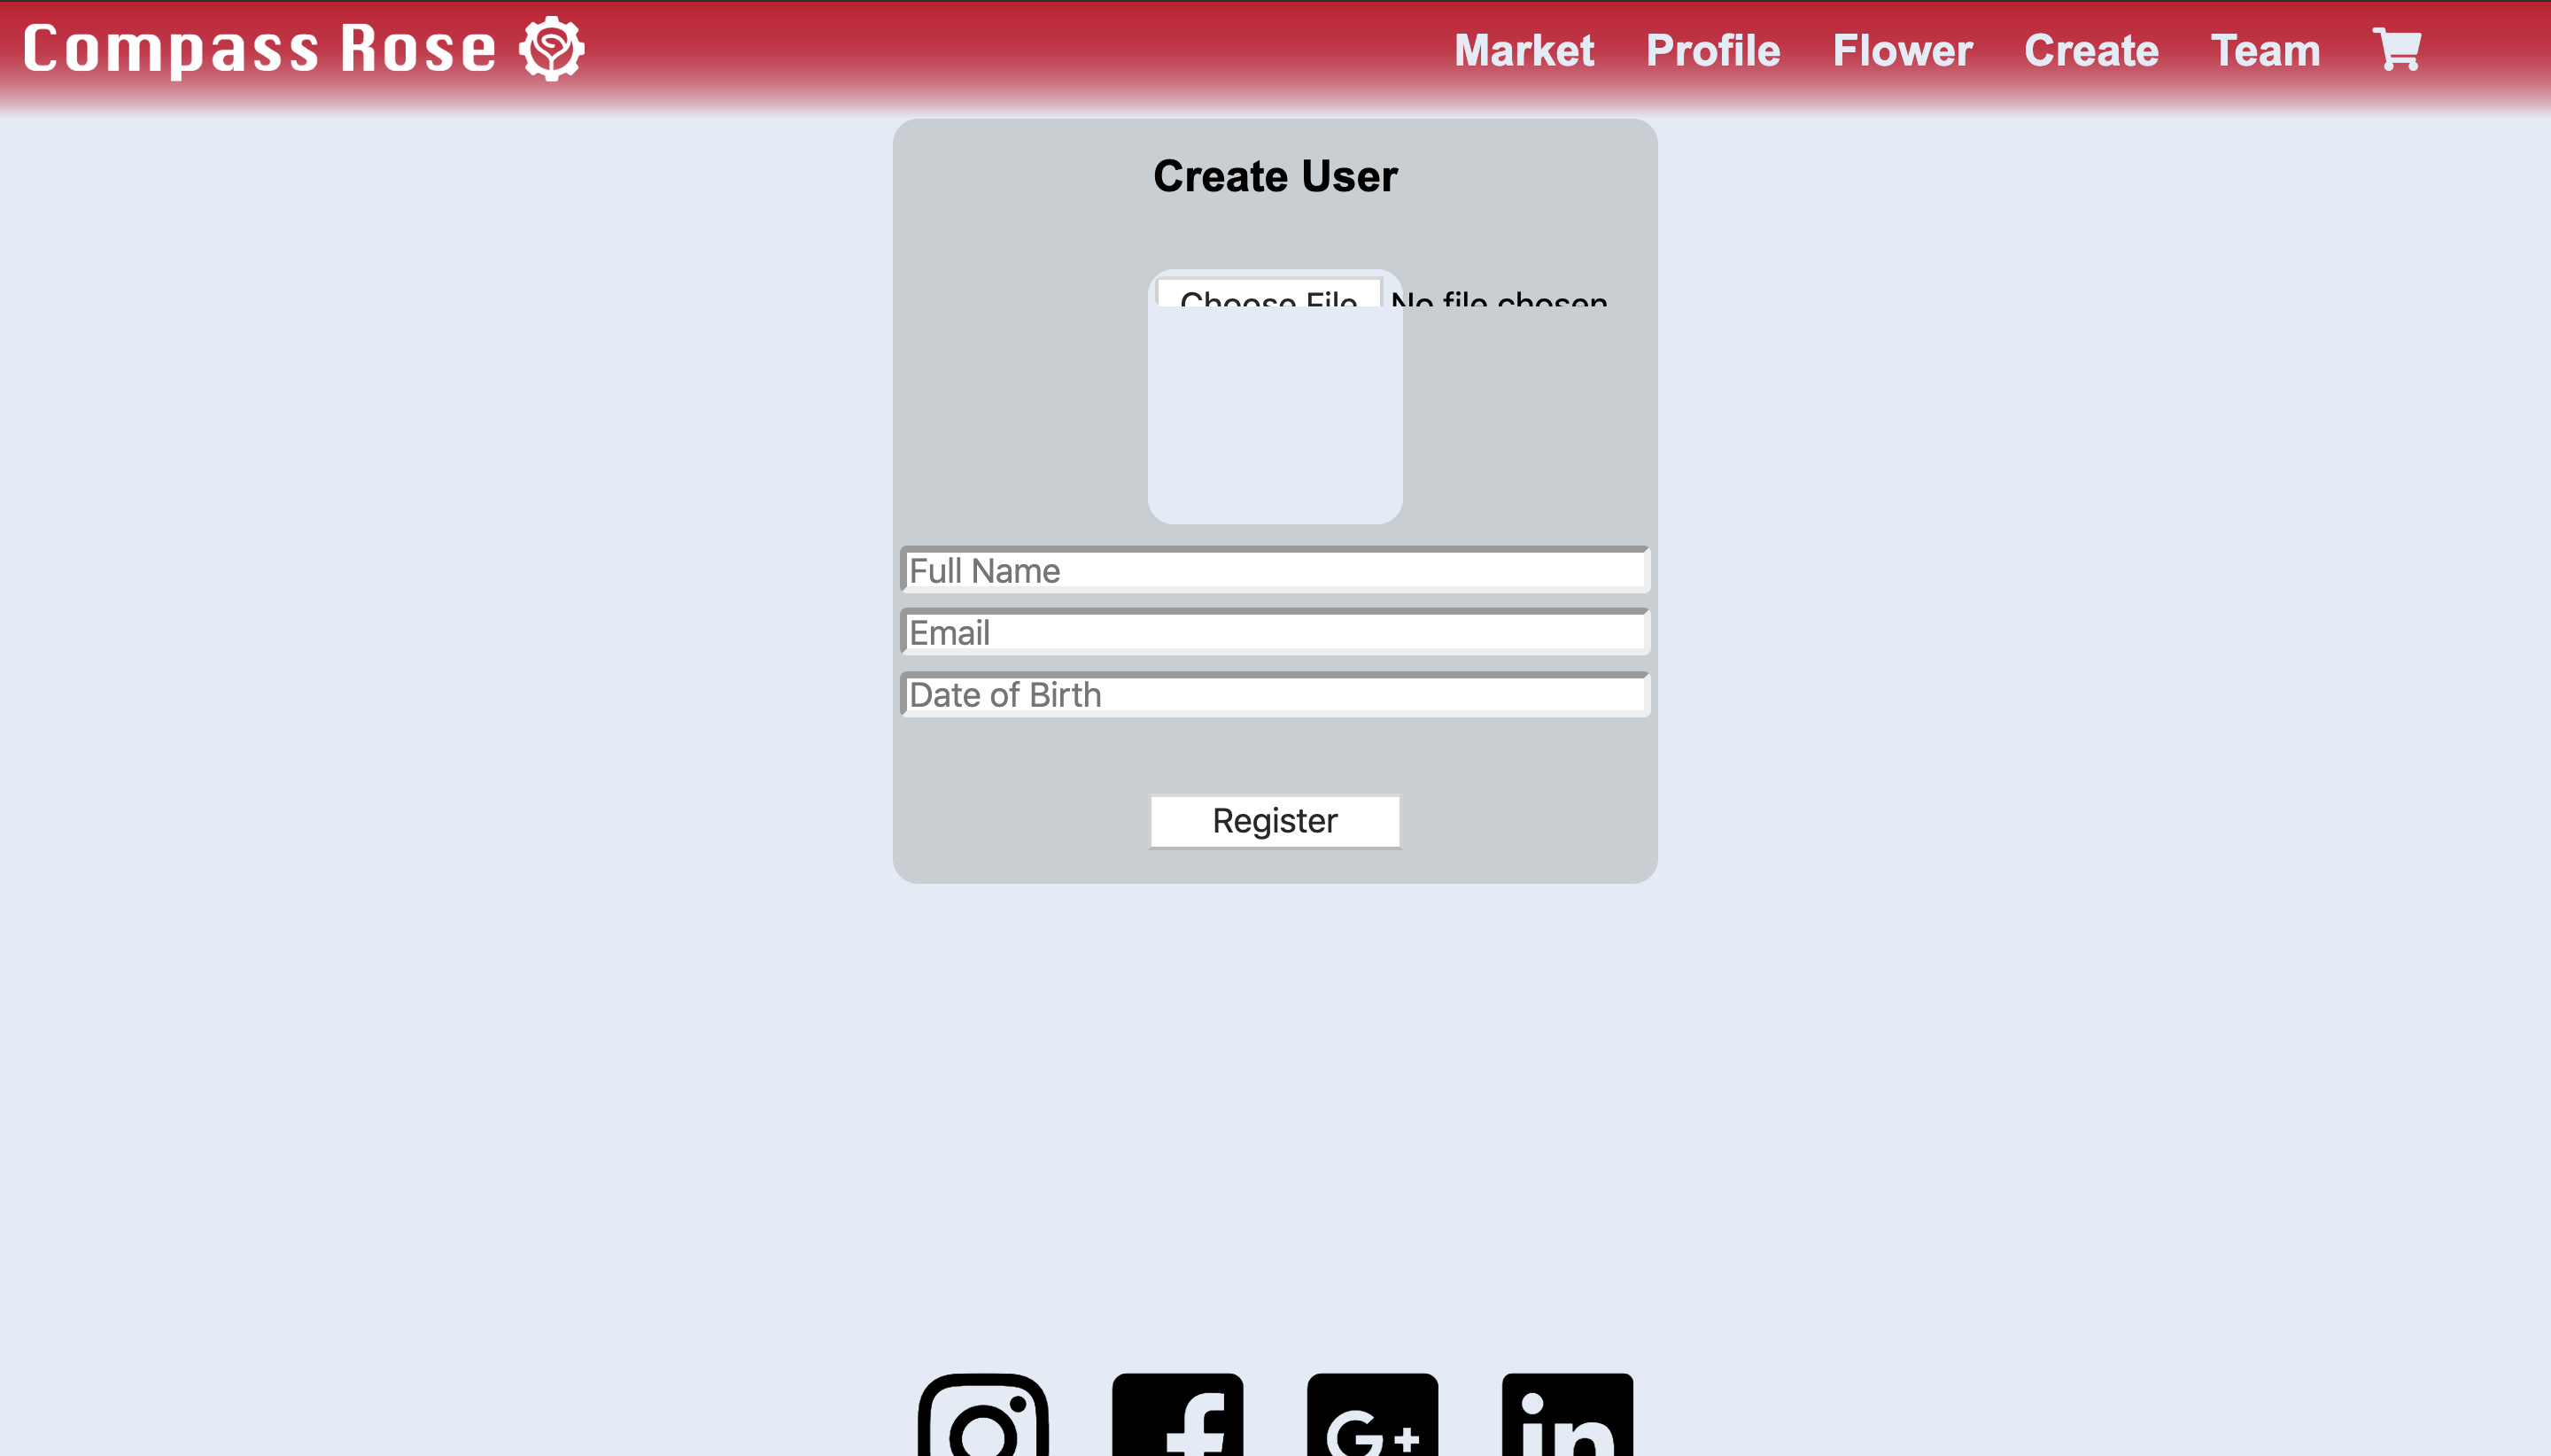 Compass Rose
Market Profile Flower Create Team
Create User
Choose File No file chosen
Full Name
Email
Date of Birth
Register